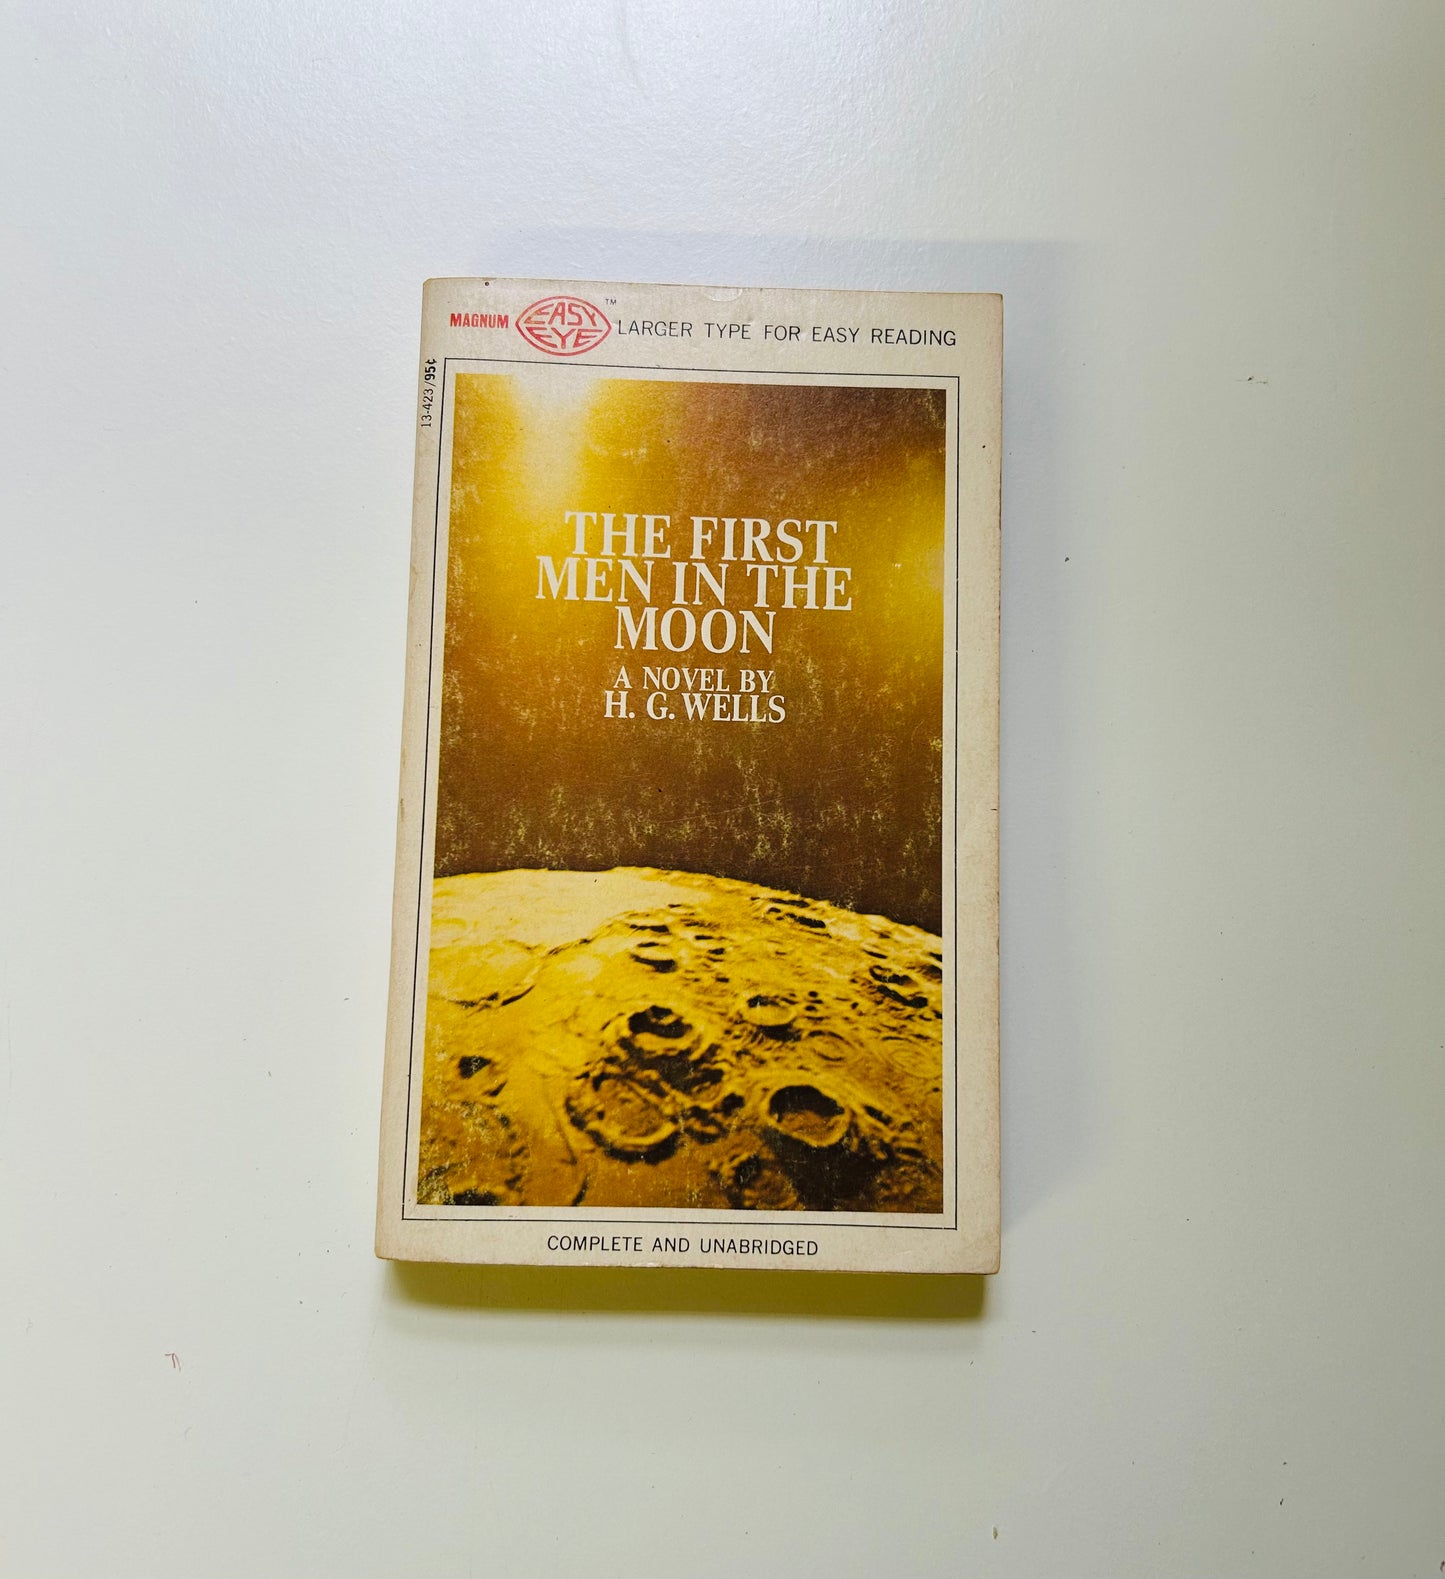 MAGNUM EASY EYE ™ LARGER TYPE FOR EASY READING
13-423/95¢
THE FIRST
MEN IN THE
MOON
A NOVEL BY
H. G. WELLS
COMPLETE AND UNABRIDGED